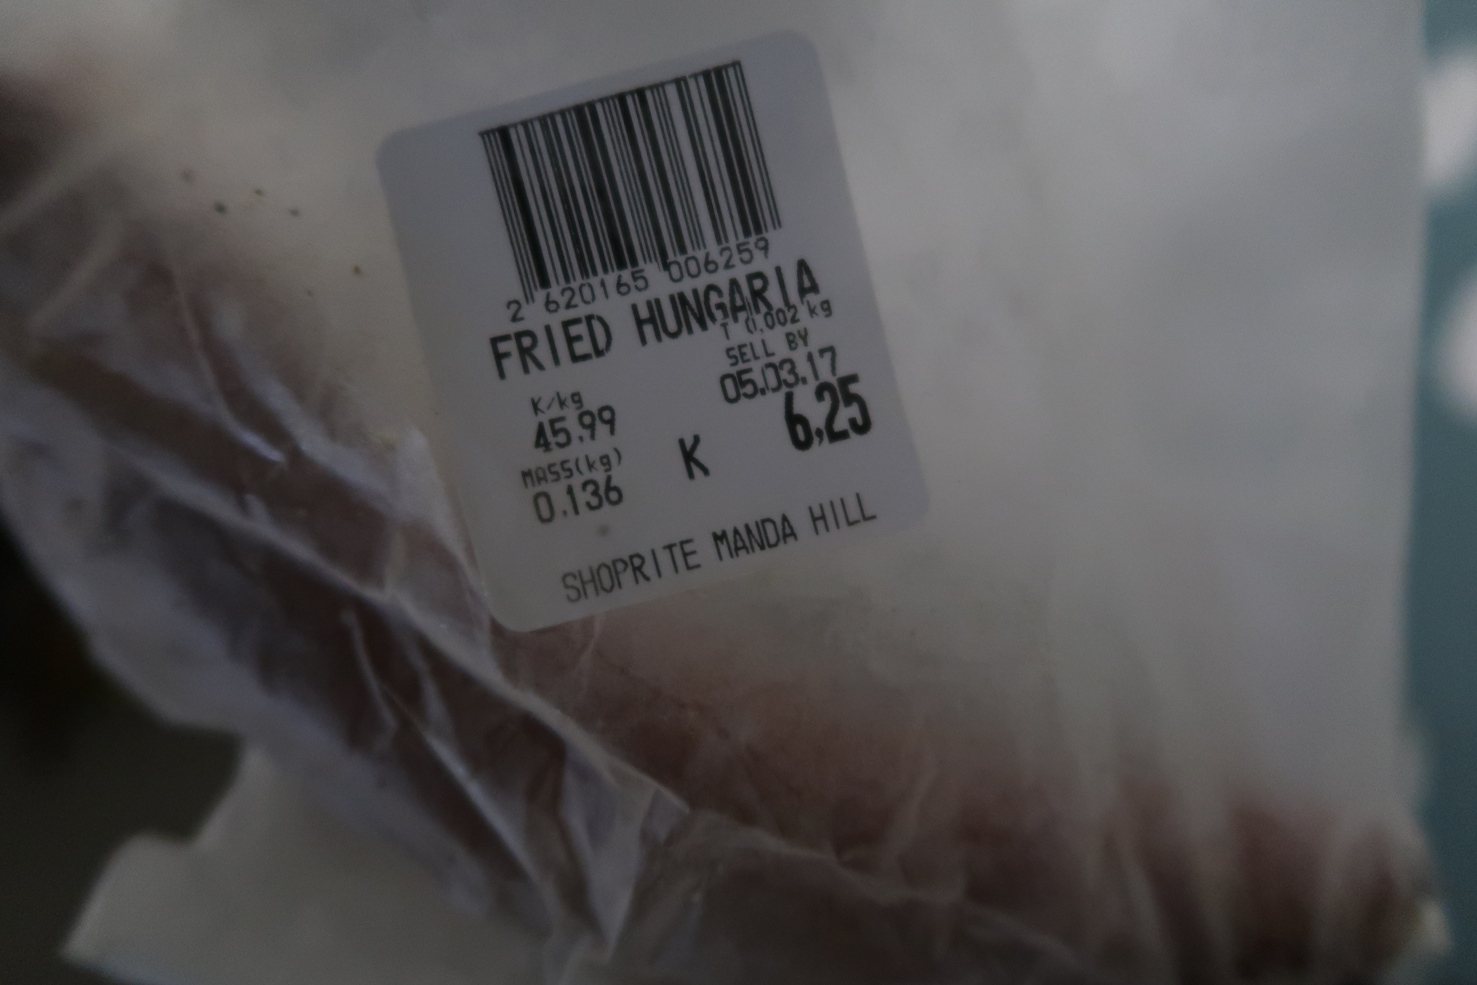 2 620165 006259
FRIED HUNGARIA
T 0.002 kg
SELL BY
05.03.17
K/kg
45.99
6,25
MASS(kg)
K
0.136
SHOPRITE MANDA HILL